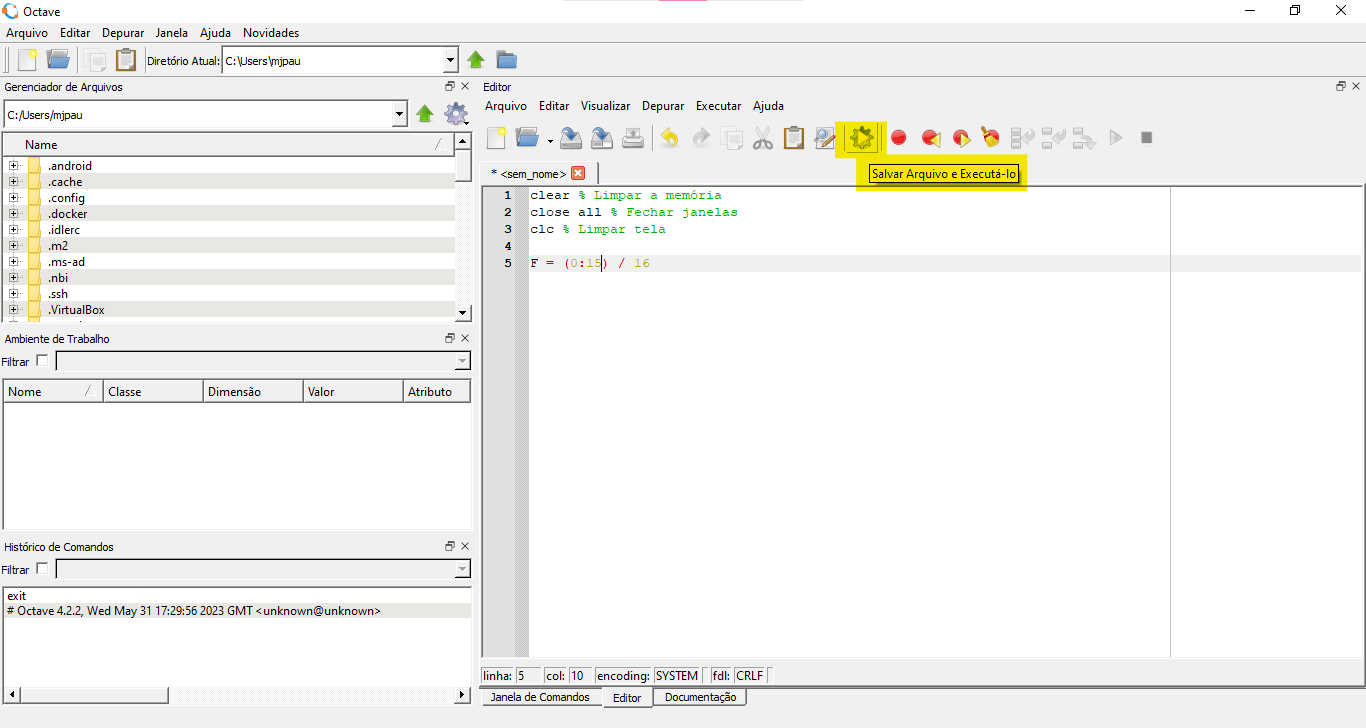 Octave
Arquivo Editar Depurar Janela Ajuda Novidades
Diretório Atual: C:\Users\mjpau
Gerenciador de Arquivos
C:/Users/mjpau
Name
.android
.cache
.config
.docker
.idlerc
.m2
.ms-ad
.nbi
.ssh
.VirtualBox
Ambiente de Trabalho
Filtrar
Nome Classe Dimensão Valor Atributo
Histórico de Comandos
Filtrar
exit
# Octave 4.2.2, Wed May 31 17:29:56 2023 GMT <unknown@unknown>
Editor
Arquivo Editar Visualizar Depurar Executar Ajuda
* <sem_nome>
Salvar Arquivo e Executá-lo
1 clear % Limpar a memória
2 close all % Fechar janelas
3 clc % Limpar tela
4
5 F = (0:15) / 16
linha: 5 col: 10 encoding: SYSTEM fdl: CRLF
Janela de Comandos Editor Documentação